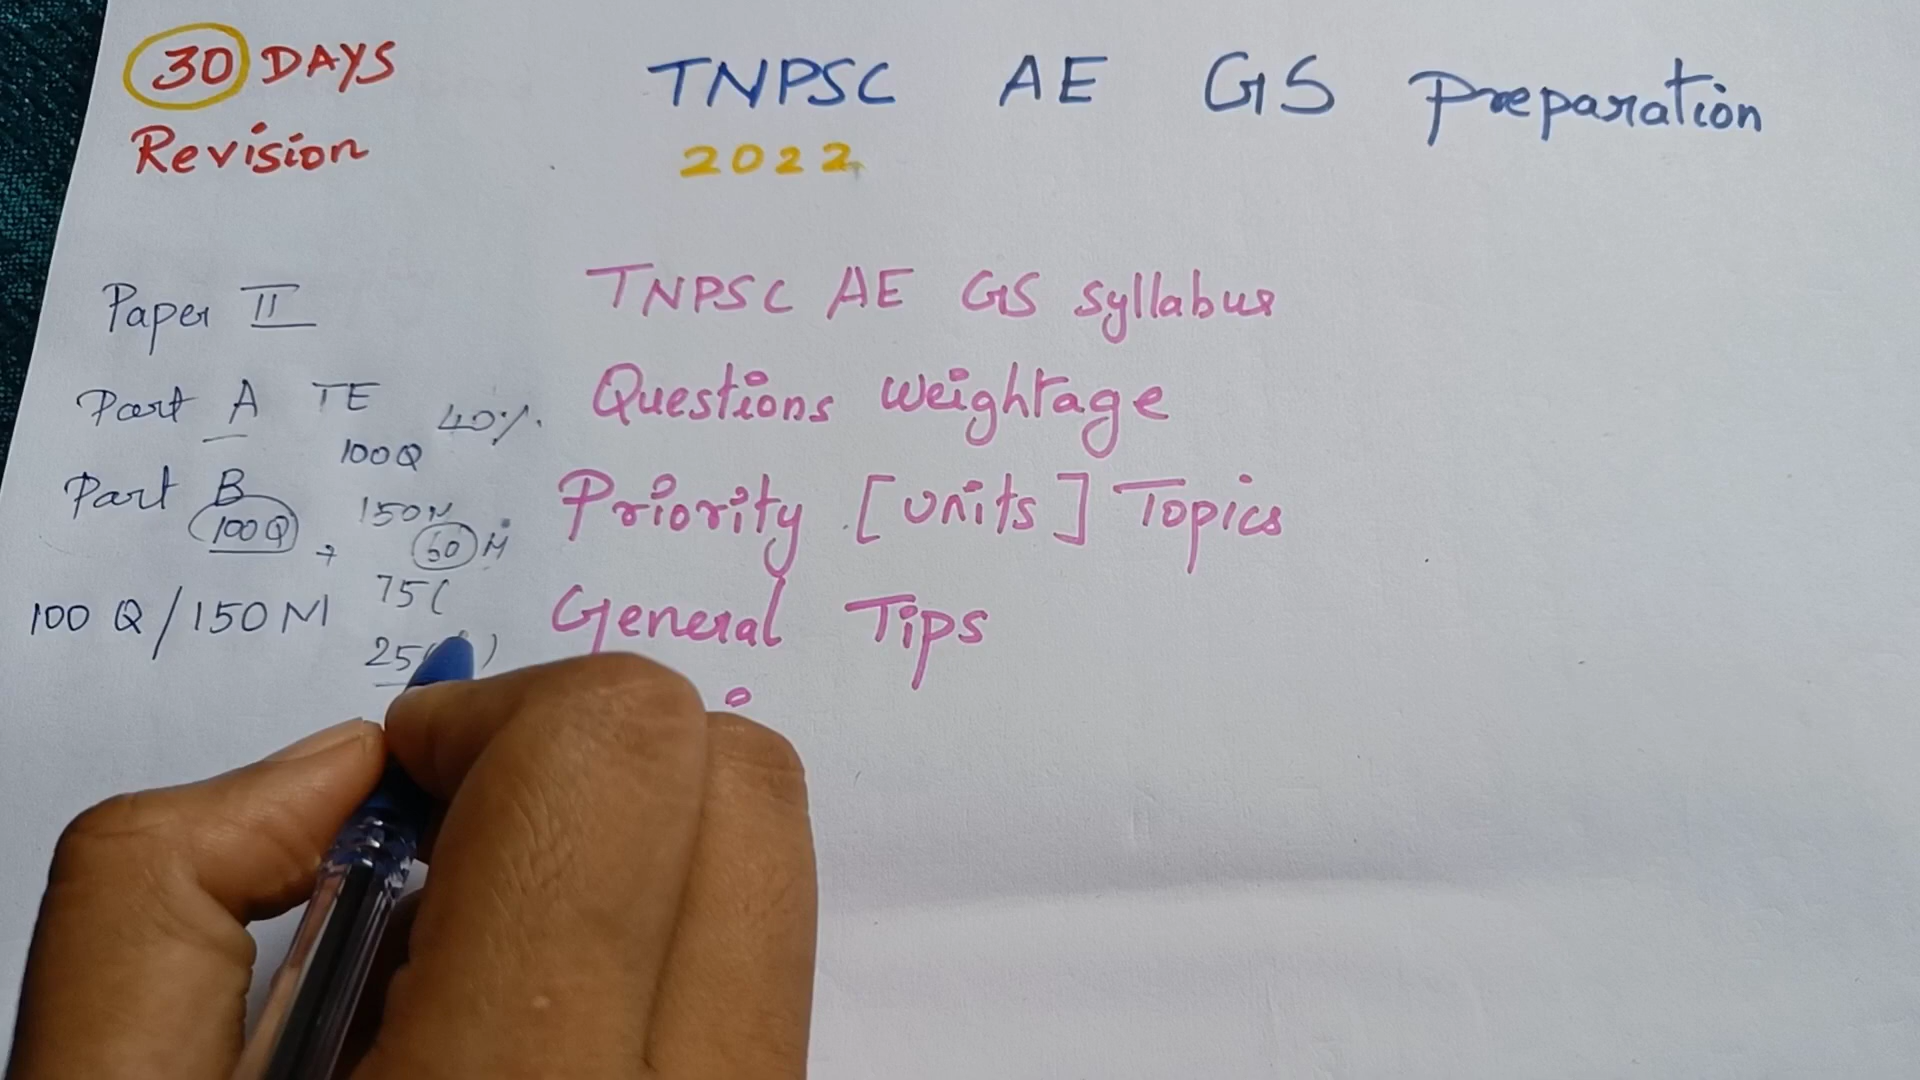 30 DAYS
Revision
TNPSC AE GS Preparation
2022
Paper II
Part A TE 40%.
100Q
Part B 150M
100Q 60 M
100 Q/150 M 75(
25( )
TNPSC AE GS syllabus
Questions weightage
Priority [units] Topics
General Tips